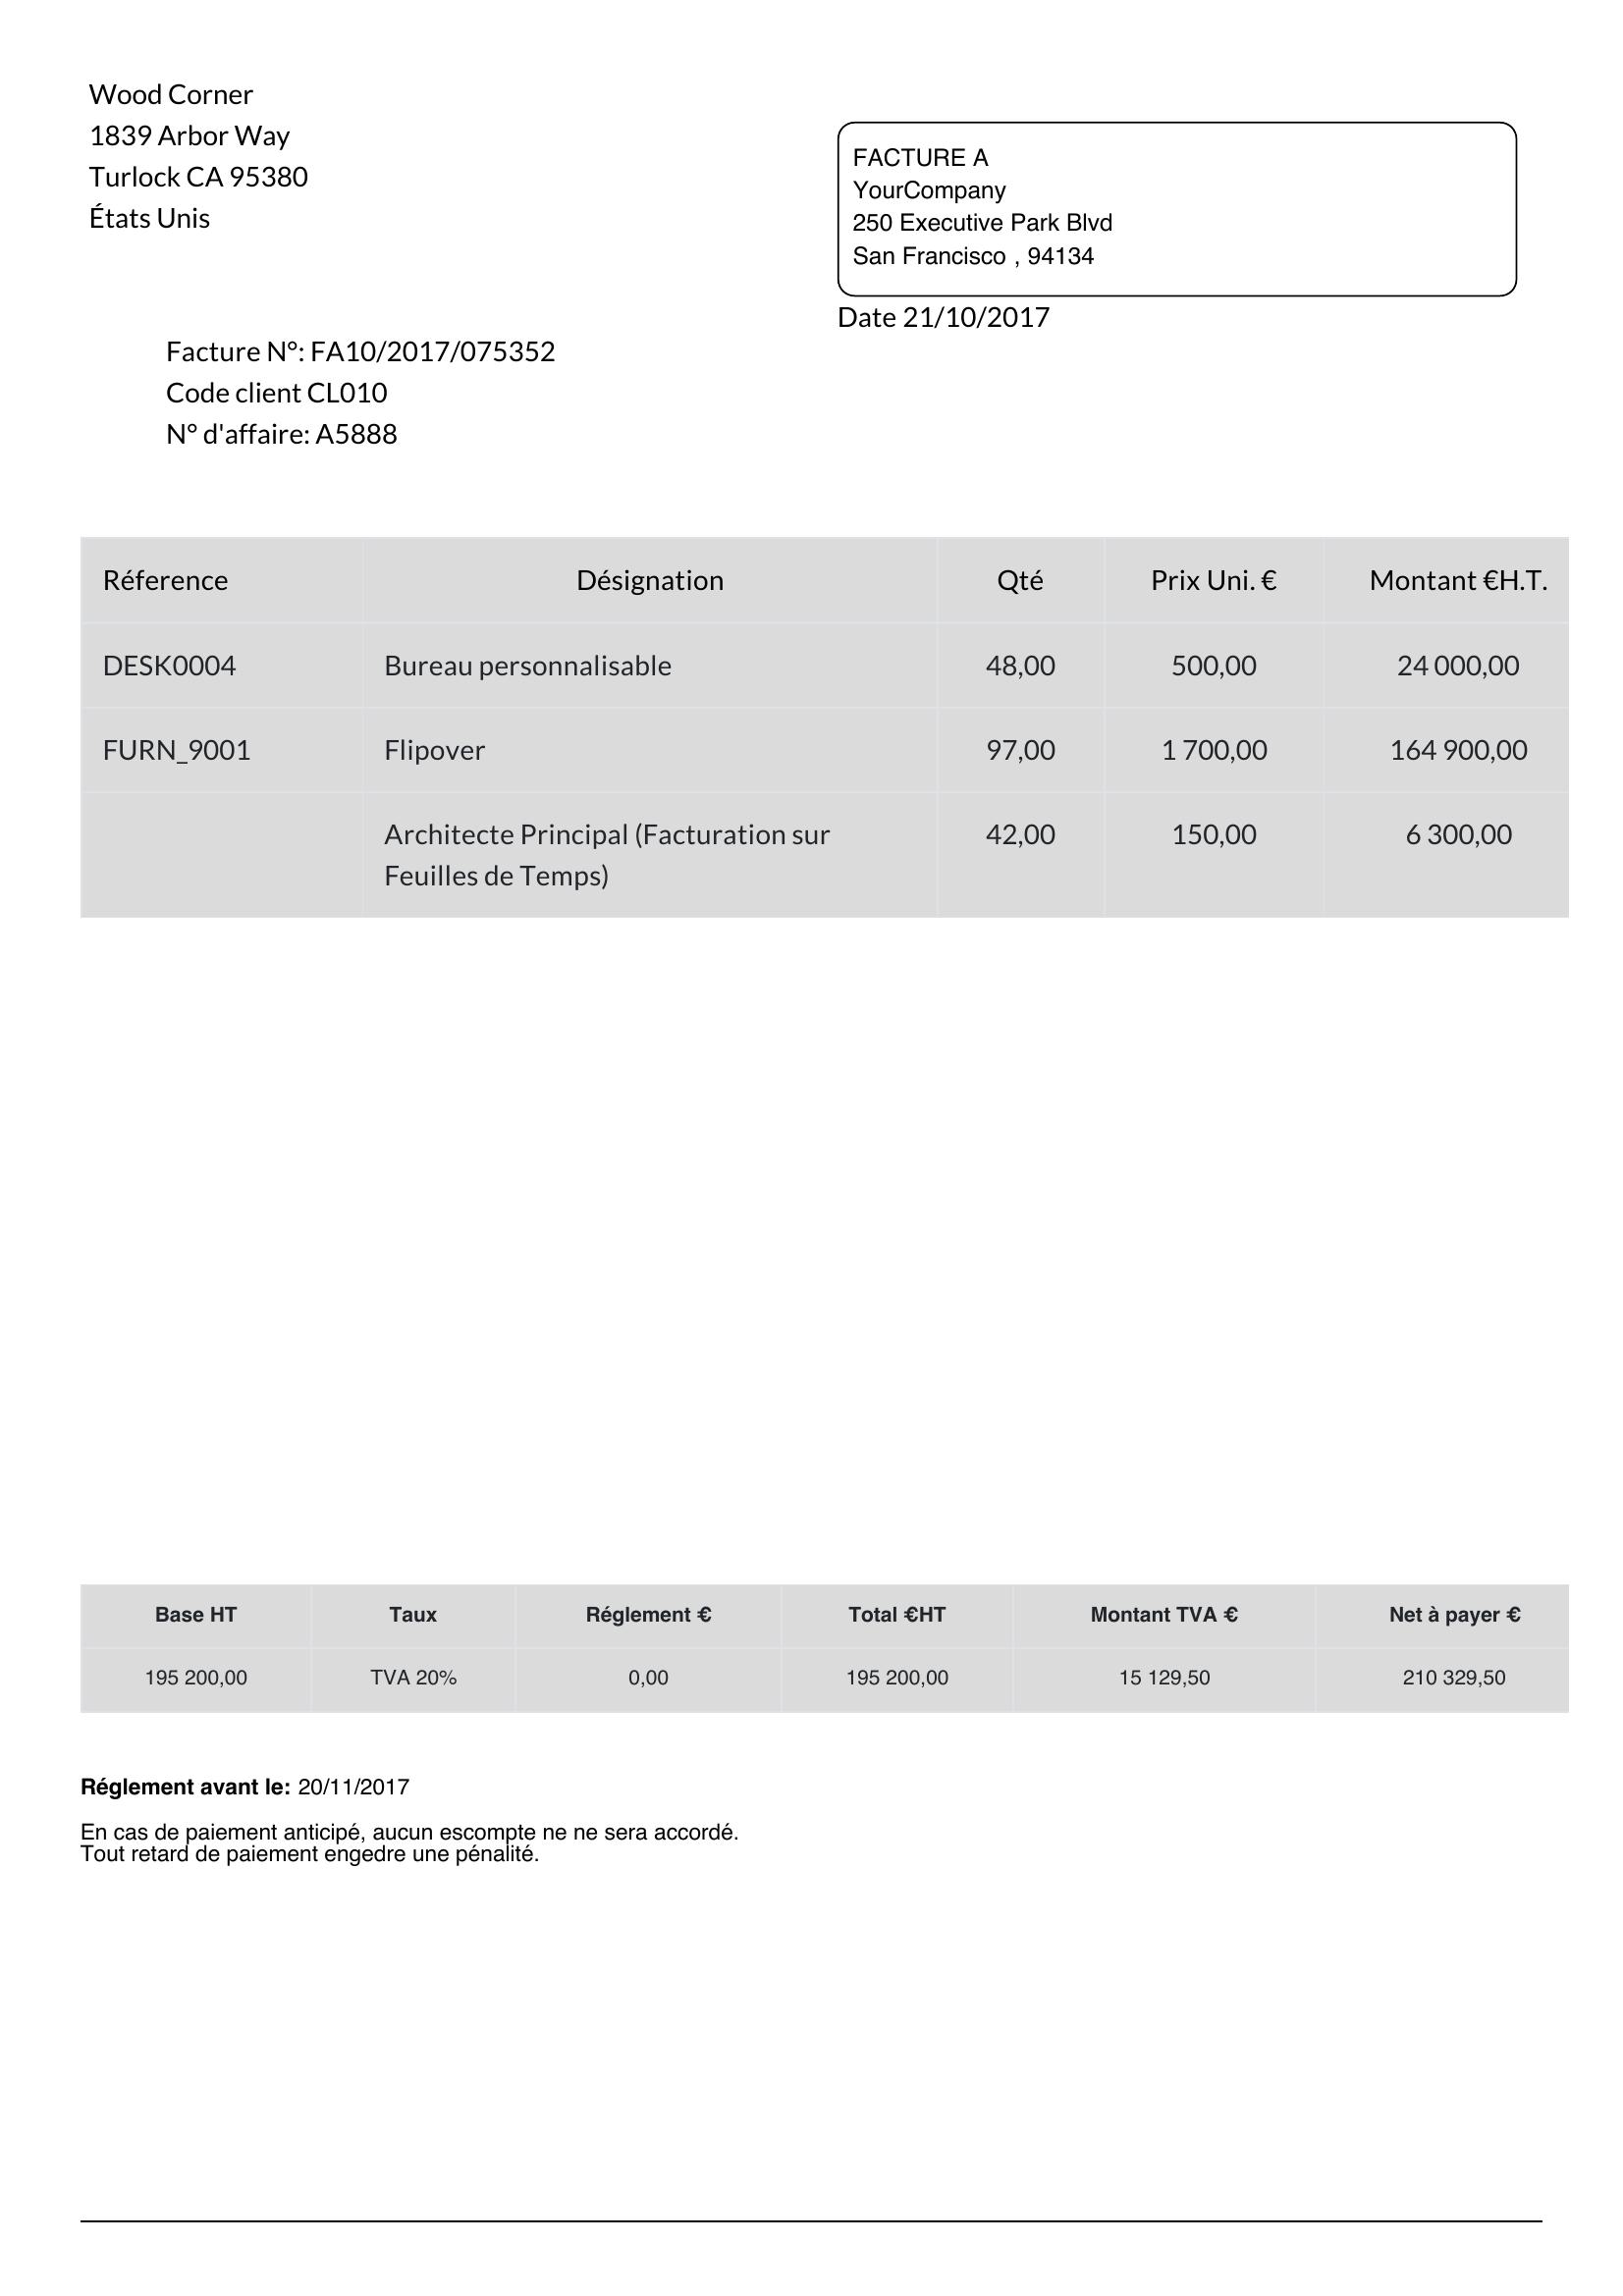 Wood Corner
1839 Arbor Way
Turlock CA 95380
États Unis
FACTURE A
YourCompany
250 Executive Park Blvd
San Francisco , 94134
Date 21/10/2017
Facture N°: FA10/2017/075352
Code client CL010
N° d'affaire: A5888
Réference Désignation Qté Prix Uni. € Montant €H.T.
DESK0004 Bureau personnalisable 48,00 500,00 24 000,00
FURN_9001 Flipover 97,00 1 700,00 164 900,00
Architecte Principal (Facturation sur 42,00 150,00 6 300,00
Feuilles de Temps)
Base HT Taux Réglement € Total €HT Montant TVA € Net à payer €
195 200,00 TVA 20% 0,00 195 200,00 15 129,50 210 329,50
Réglement avant le: 20/11/2017
En cas de paiement anticipé, aucun escompte ne ne sera accordé.
Tout retard de paiement engedre une pénalité.